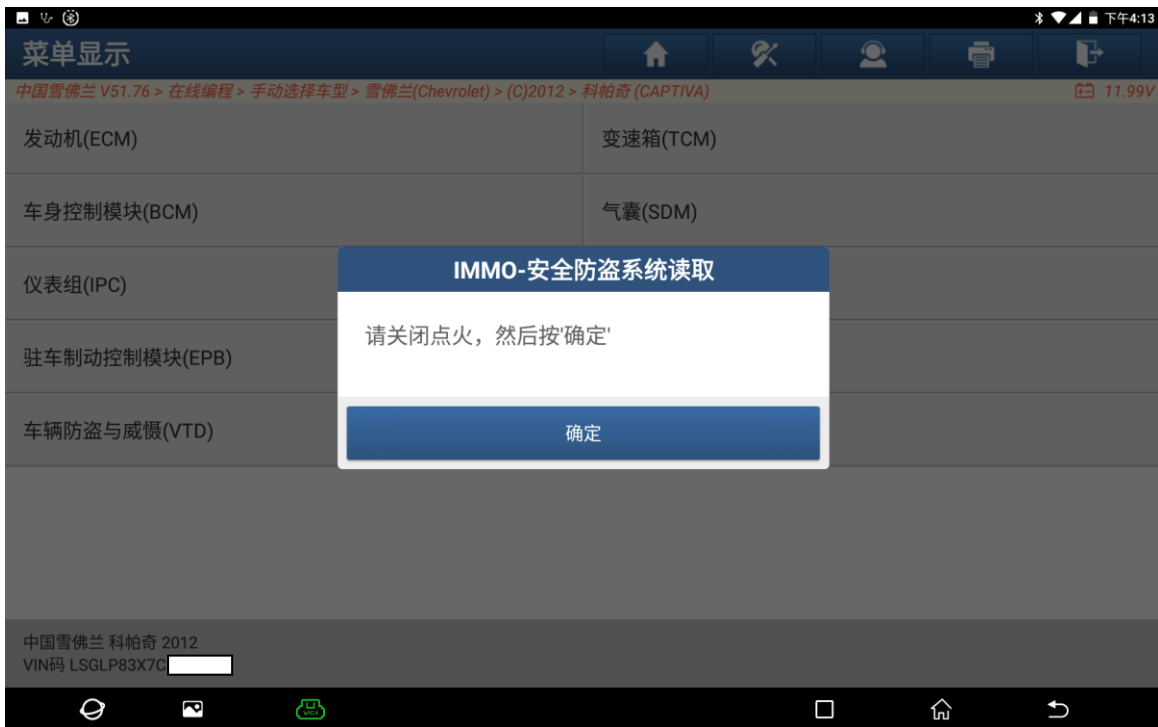 下午4:13
菜单显示
中国雪佛兰 V51.76 > 在线编程 > 手动选择车型 > 雪佛兰(Chevrolet) > (C)2012 > 科帕奇 (CAPTIVA)
11.99V
发动机(ECM)
变速箱(TCM)
车身控制模块(BCM)
气囊(SDM)
仪表组(IPC)
驻车制动控制模块(EPB)
车辆防盗与威慑(VTD)
IMMO-安全防盗系统读取
请关闭点火，然后按'确定'
确定
中国雪佛兰 科帕奇 2012
VIN码 LSGLP83X7C
VCI